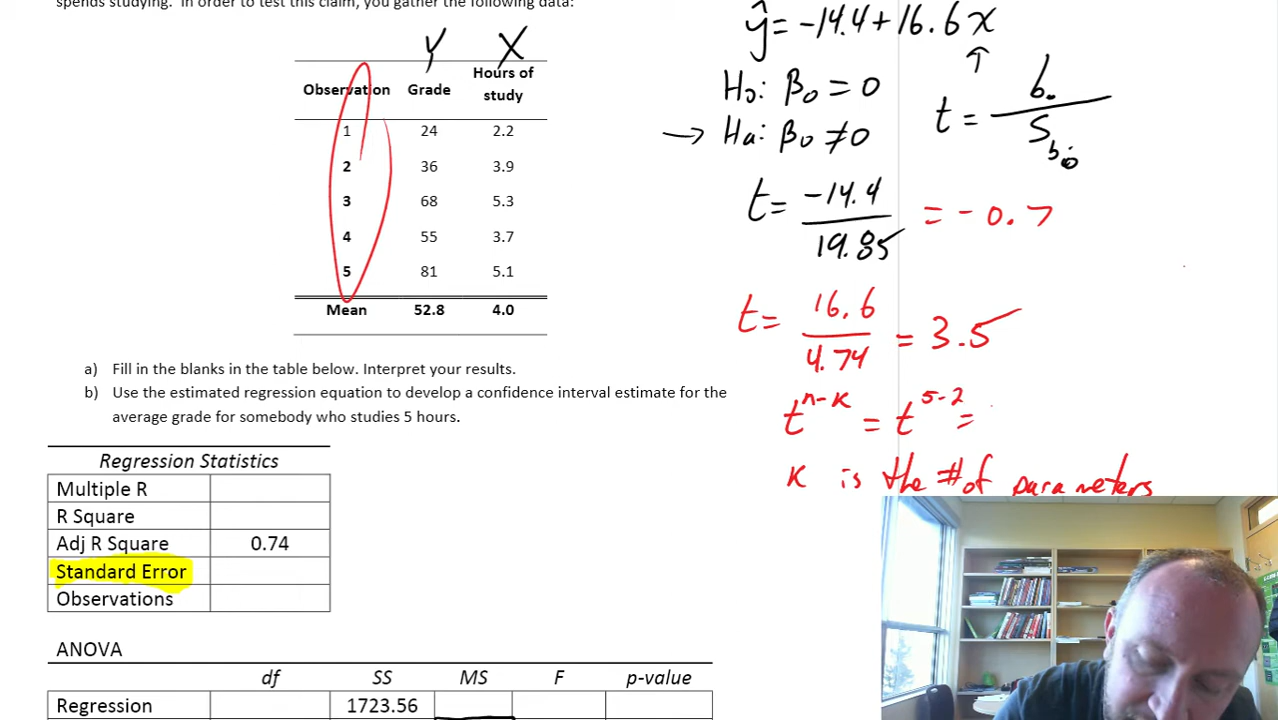 spends studying. In order to test this claim, you gather the following data:
Y X
Observation Grade Hours of study
1 24 2.2
2 36 3.9
3 68 5.3
4 55 3.7
5 81 5.1
Mean 52.8 4.0
a) Fill in the blanks in the table below. Interpret your results.
b) Use the estimated regression equation to develop a confidence interval estimate for the
average grade for somebody who studies 5 hours.
Regression Statistics
Multiple R
R Square
Adj R Square 0.74
Standard Error
Observations
ANOVA
df SS MS F p-value
Regression 1723.56
ŷ = -14.4 + 16.6x
↑
H₀: β₀ = 0
→ Ha: β₀ ≠ 0
t = b₀ / S_b₀
t = -14.4 / 19.85 = -0.7
t = 16.6 / 4.74 = 3.5
t^n-k = t^5-2 =
K is the # of parameters